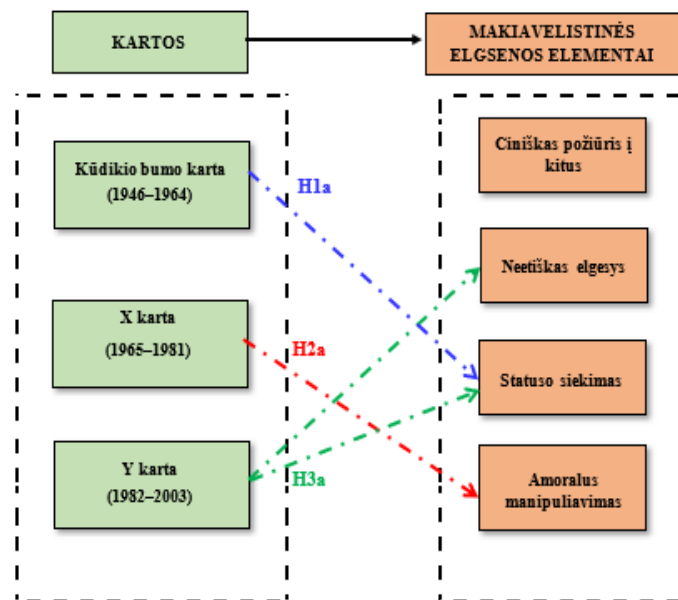 KARTOS
MAKIAVELISTINĖS
ELGSENOS ELEMENTAI
Kūdikio bumo karta
(1946–1964)
X karta
(1965–1981)
Y karta
(1982–2003)
H1a
H2a
H3a
Ciniškas požiūris į
kitus
Neetiškas elgesys
Statuso siekimas
Amoralus
manipuliavimas